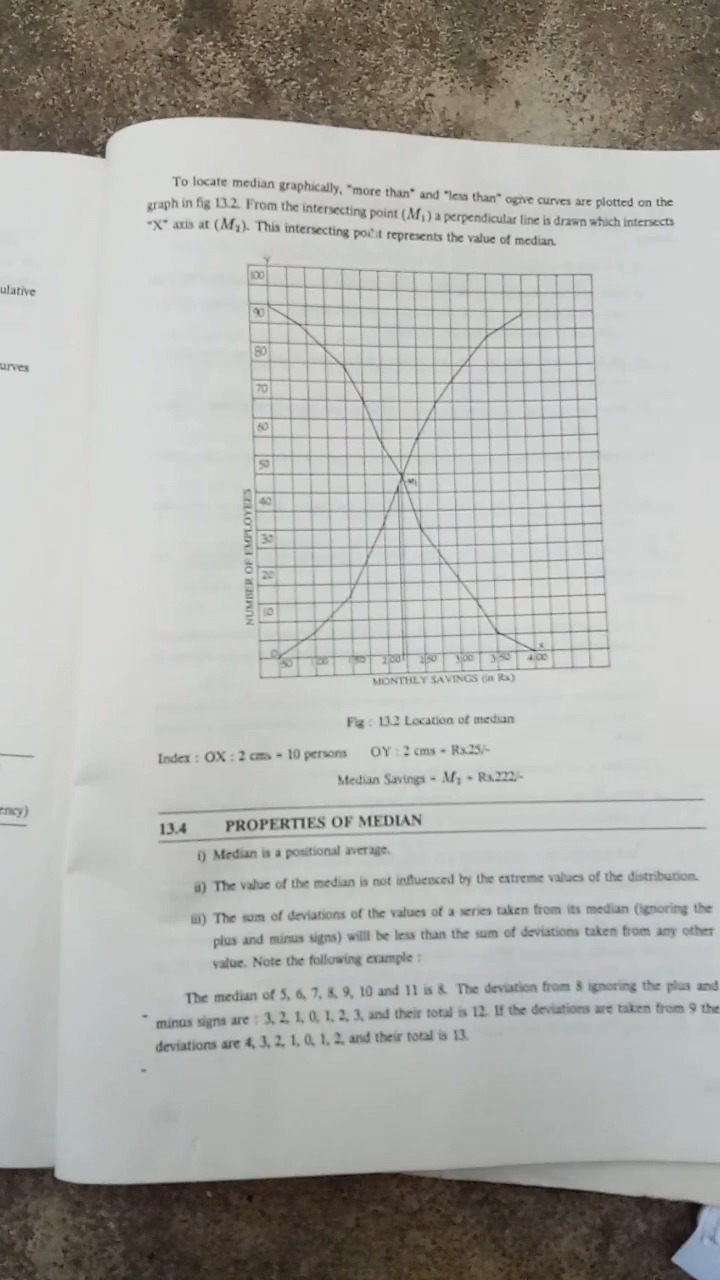 ulative
urves
ency)
To locate median graphically, "more than" and "less than" ogive curves are plotted on the
graph in fig 13.2. From the intersecting point (M₁) a perpendicular line is drawn which intersects
"X" axis at (M₂). This intersecting point represents the value of median.
Y
100
90
80
70
60
50
40
30
20
10
0
NUMBER OF EMPLOYEES
M₁
X
50 100 150 200 250 300 350 400
MONTHLY SAVINGS (in Rs.)
Fig : 13.2 Location of median
Index : OX : 2 cms = 10 persons OY : 2 cms = Rs.25/-
Median Savings = M₂ = Rs.222/-
13.4 PROPERTIES OF MEDIAN
i) Median is a positional average.
ii) The value of the median is not influenced by the extreme values of the distribution.
iii) The sum of deviations of the values of a series taken from its median (ignoring the
plus and minus signs) willl be less than the sum of deviations taken from any other
value. Note the following example :
The median of 5, 6, 7, 8, 9, 10 and 11 is 8. The deviation from 8 ignoring the plus and
minus signs are : 3, 2, 1, 0, 1, 2, 3, and their total is 12. If the deviations are taken from 9 the
deviations are 4, 3, 2, 1, 0, 1, 2, and their total is 13.